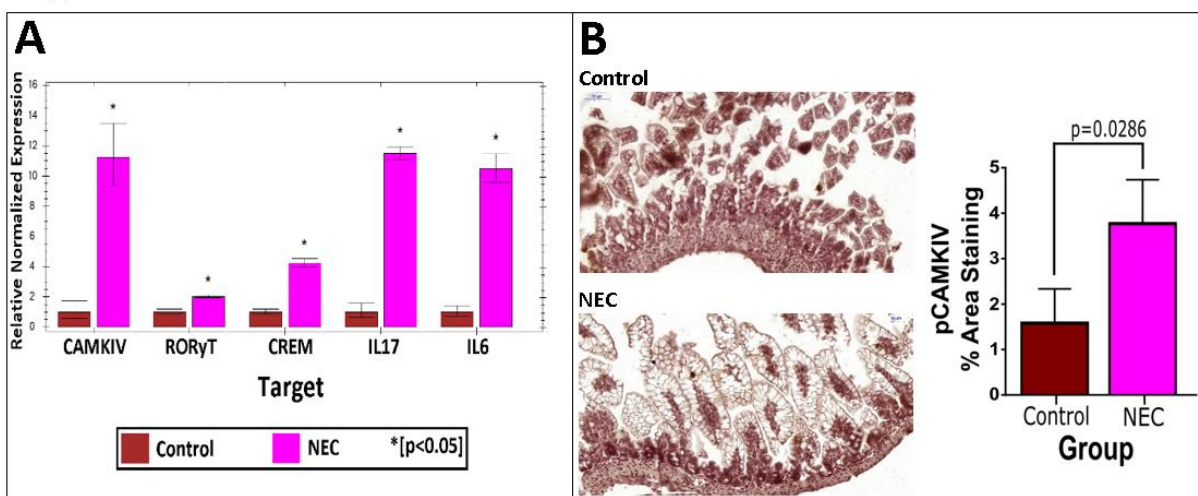 A
Relative Normalized Expression
16
14
12
10
8
6
4
2
0
*
*
*
*
*
CAMKIV RORyT CREM IL17 IL6
Target
Control NEC *[p<0.05]
B
Control
NEC
p=0.0286
pCAMKIV
% Area Staining
5
4
3
2
1
0
Control NEC
Group